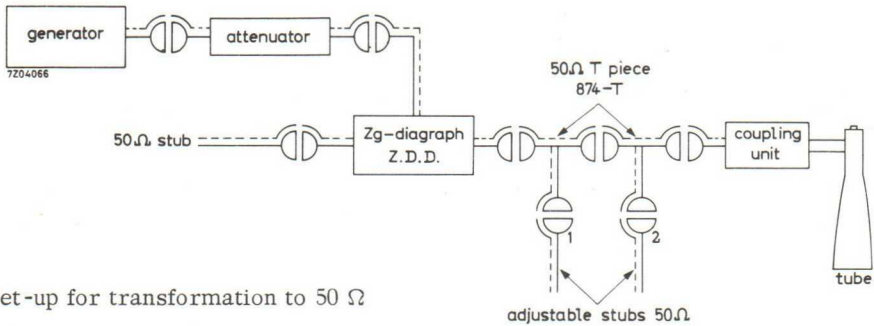 generator
attenuator
7Z04066
50Ω T piece
874-T
50Ω stub
Zg-diagraph
Z.D.D.
coupling
unit
1
2
tube
et-up for transformation to 50 Ω
adjustable stubs 50Ω